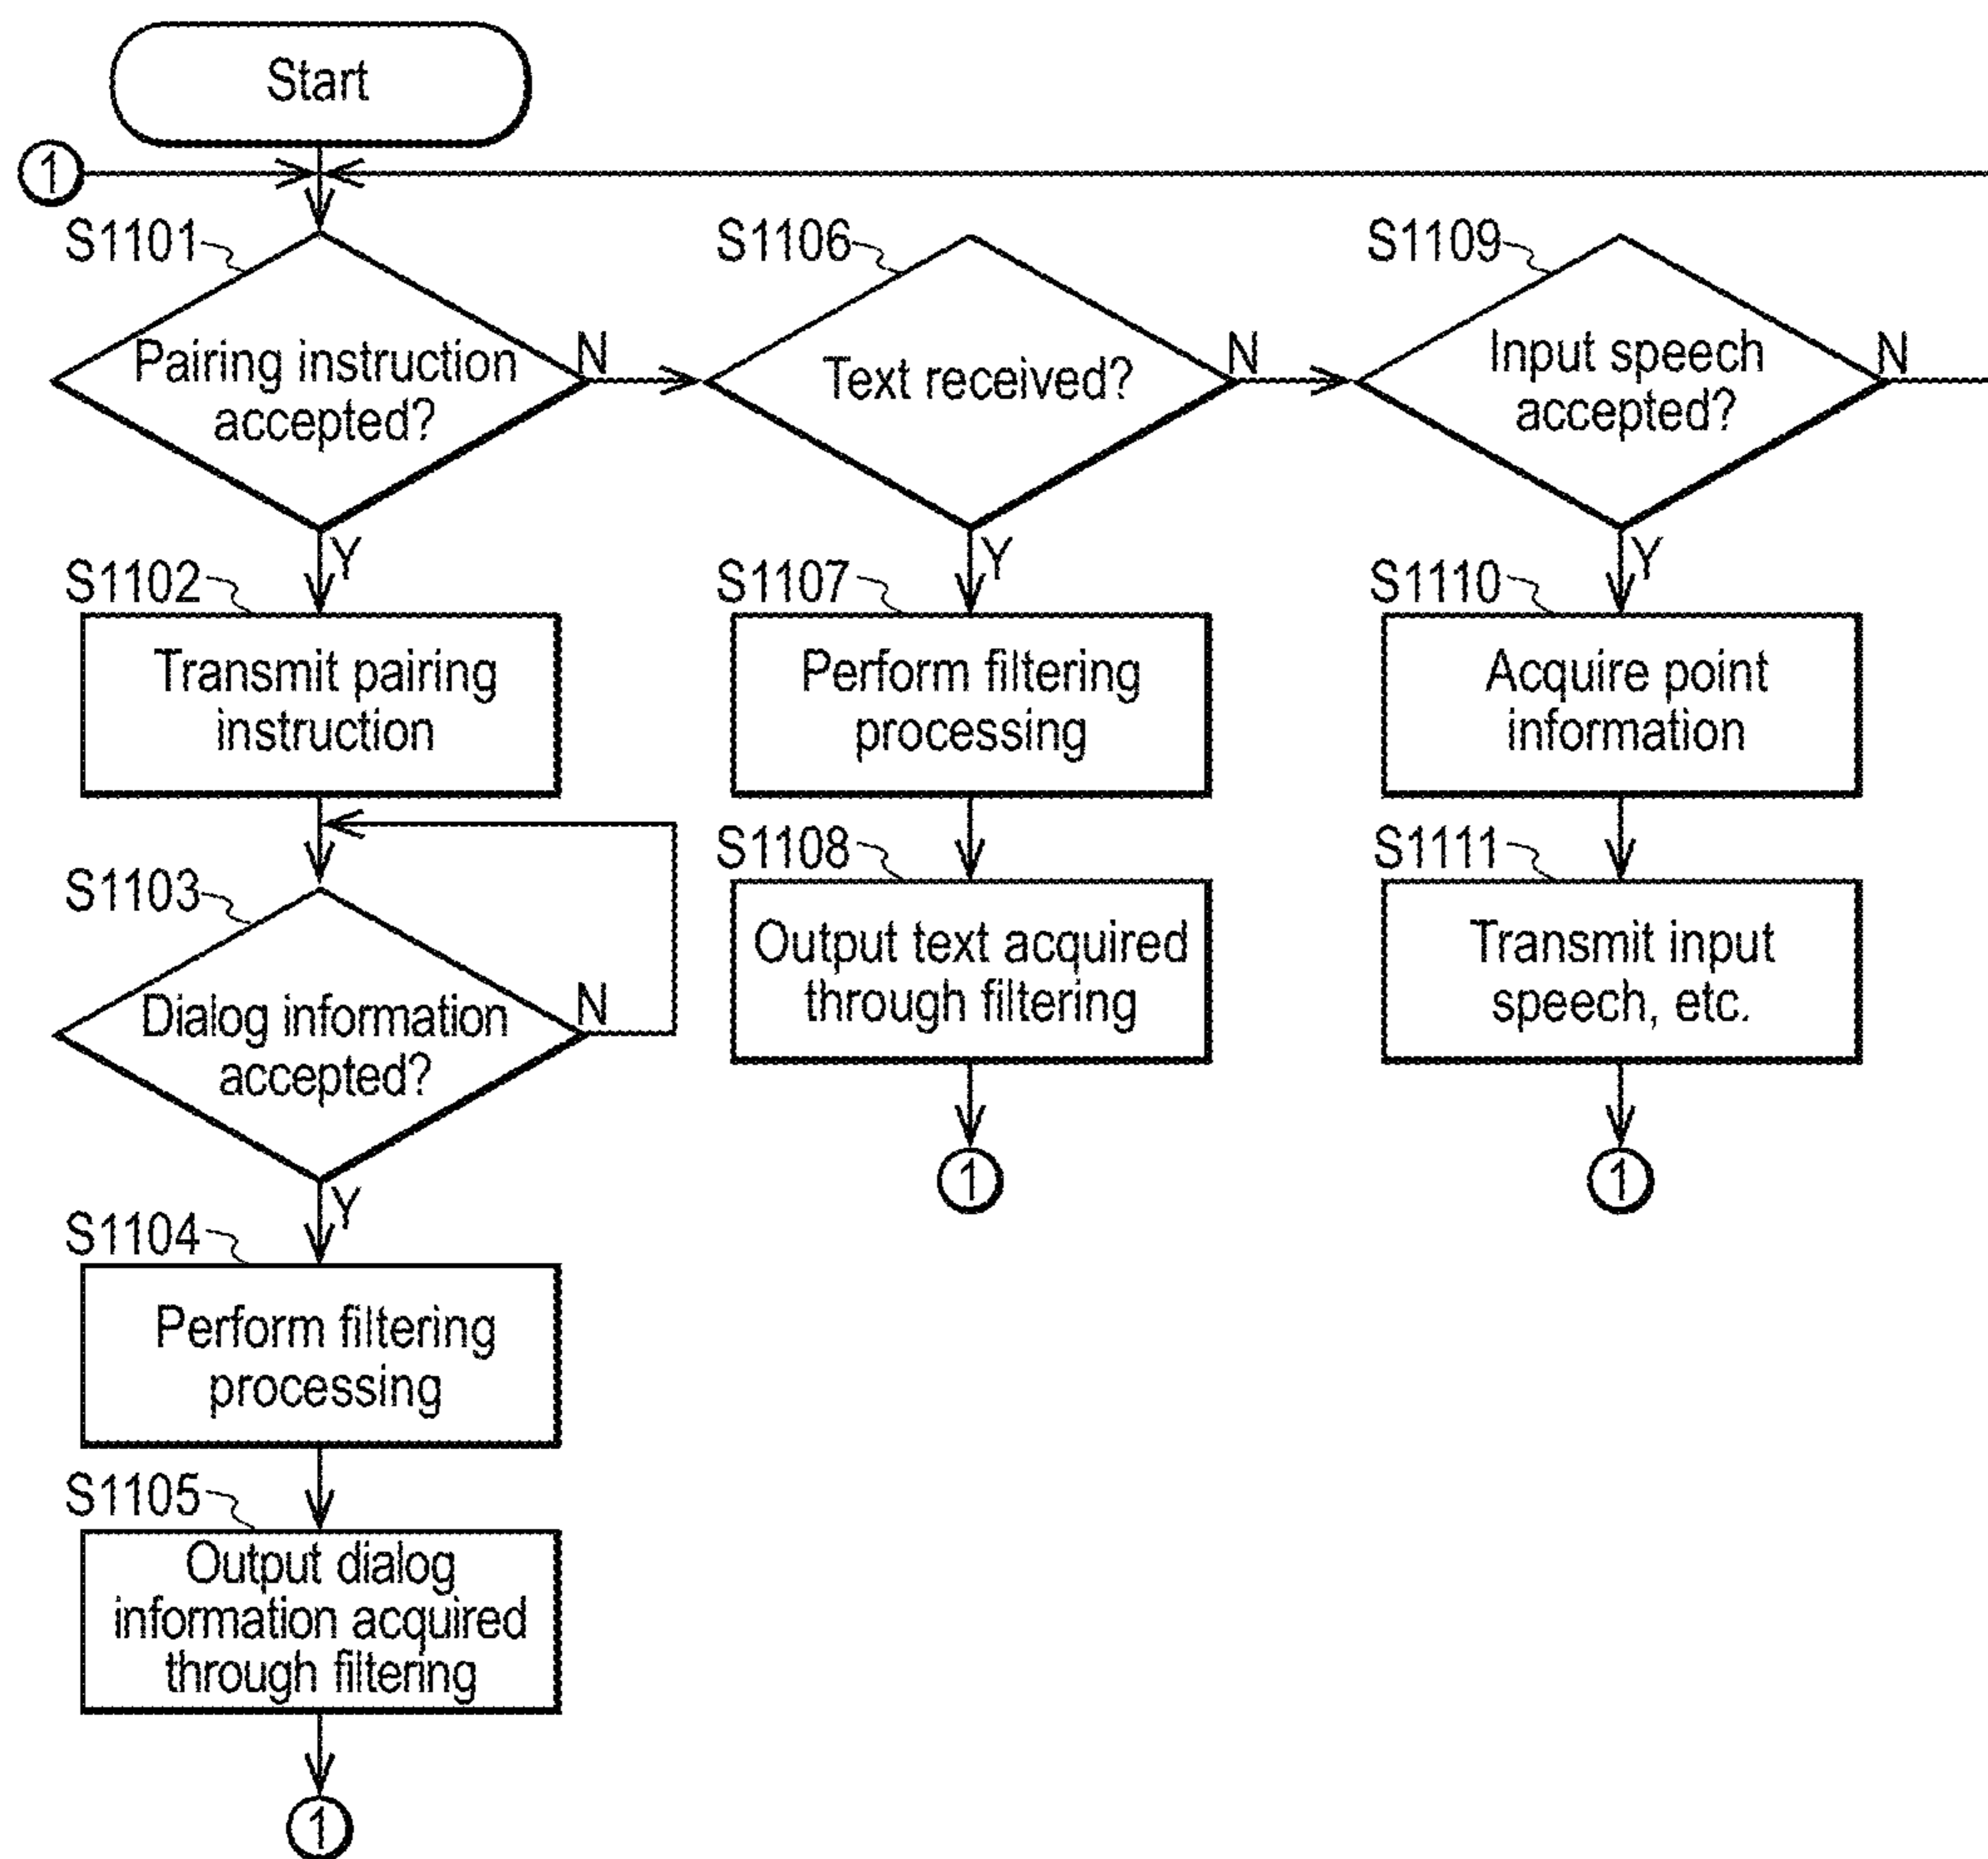 Start
1
S1101
Pairing instruction
accepted?
N
Y
S1102
Transmit pairing
instruction
S1103
Dialog information
accepted?
N
Y
S1104
Perform filtering
processing
S1105
Output dialog
information acquired
through filtering
1
S1106
Text received?
N
Y
S1107
Perform filtering
processing
S1108
Output text acquired
through filtering
1
S1109
Input speech
accepted?
N
Y
S1110
Acquire point
information
S1111
Transmit input
speech, etc.
1